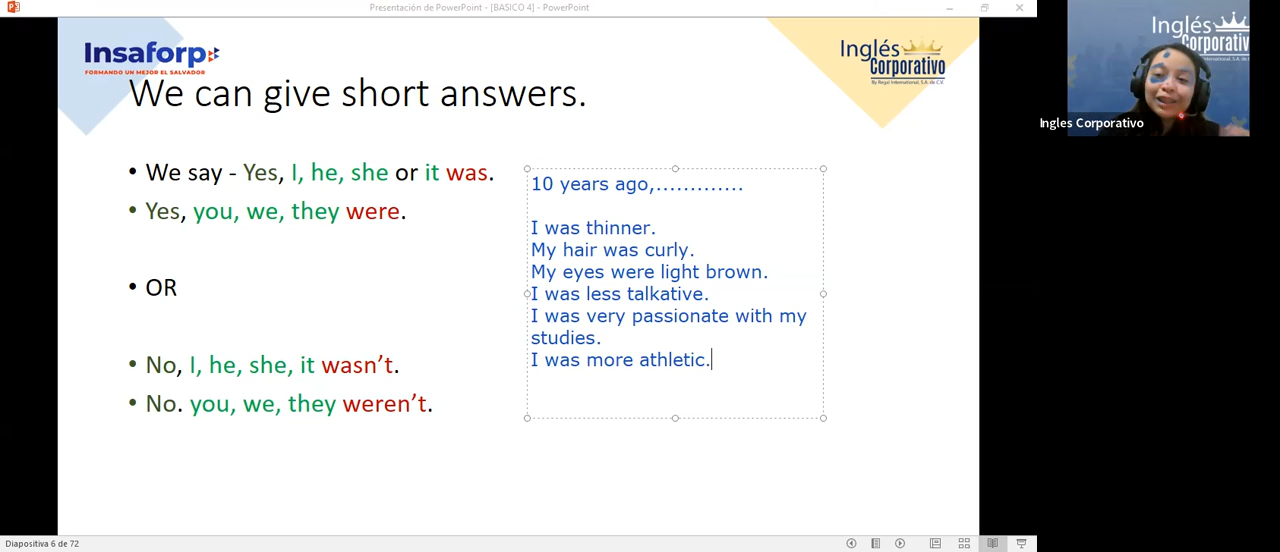 Presentación de PowerPoint - [BASICO 4] - PowerPoint
Insaforp
FORMANDO UN MEJOR EL SALVADOR
Inglés
Corporativo
By Regal International, S.A. de C.V.
We can give short answers.
• We say - Yes, I, he, she or it was.
• Yes, you, we, they were.
• OR
• No, I, he, she, it wasn’t.
• No. you, we, they weren’t.
10 years ago,.............
I was thinner.
My hair was curly.
My eyes were light brown.
I was less talkative.
I was very passionate with my
studies.
I was more athletic.
Inglés
Corporativo
Ingles Corporativo
Diapositiva 6 de 72